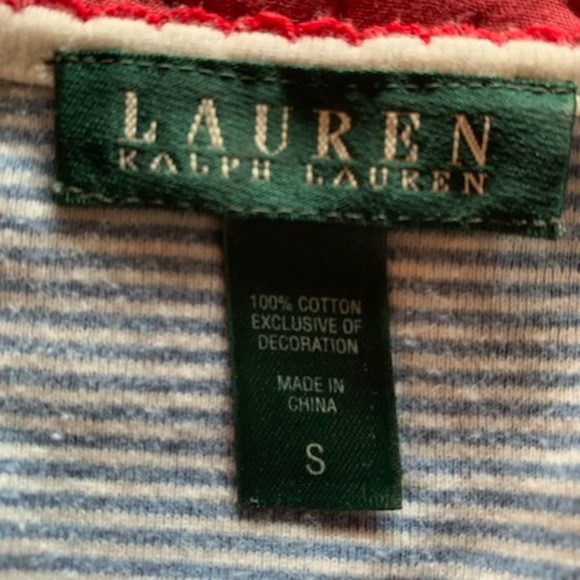 LAUREN
RALPH LAUREN
100% COTTON
EXCLUSIVE OF
DECORATION
MADE IN
CHINA
S